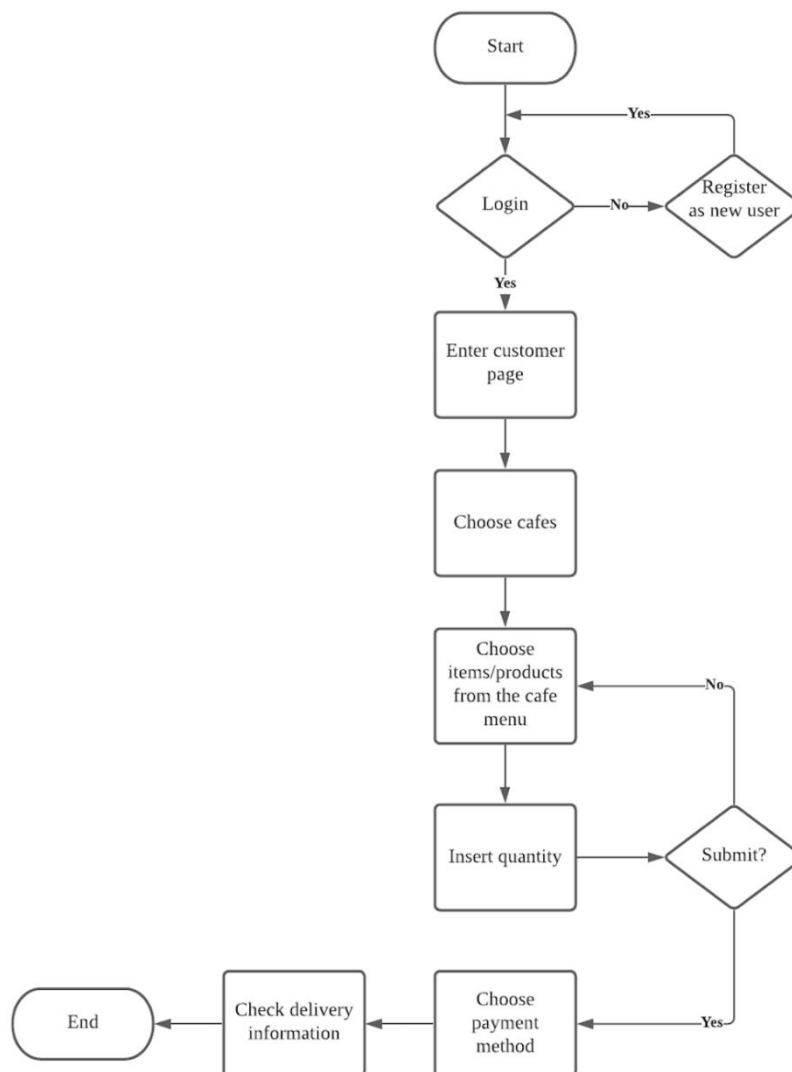 Start
Yes
Login
No
Register
as new user
Yes
Enter customer
page
Choose cafes
Choose
items/products
from the cafe
menu
No
Insert quantity
Submit?
End
Check delivery
information
Choose
payment
method
Yes